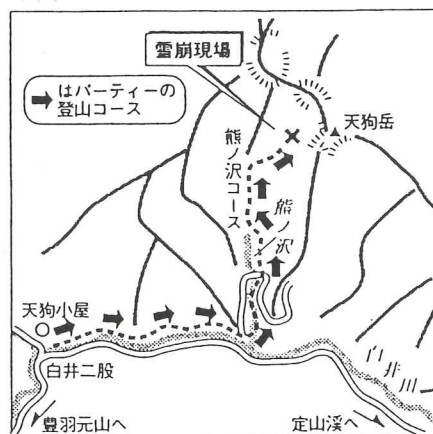 雪崩現場
➡はパーティーの
登山コース
天狗岳
熊ノ沢コース
熊ノ沢
天狗小屋
白井二股
白井川
豊羽元山へ
定山渓へ